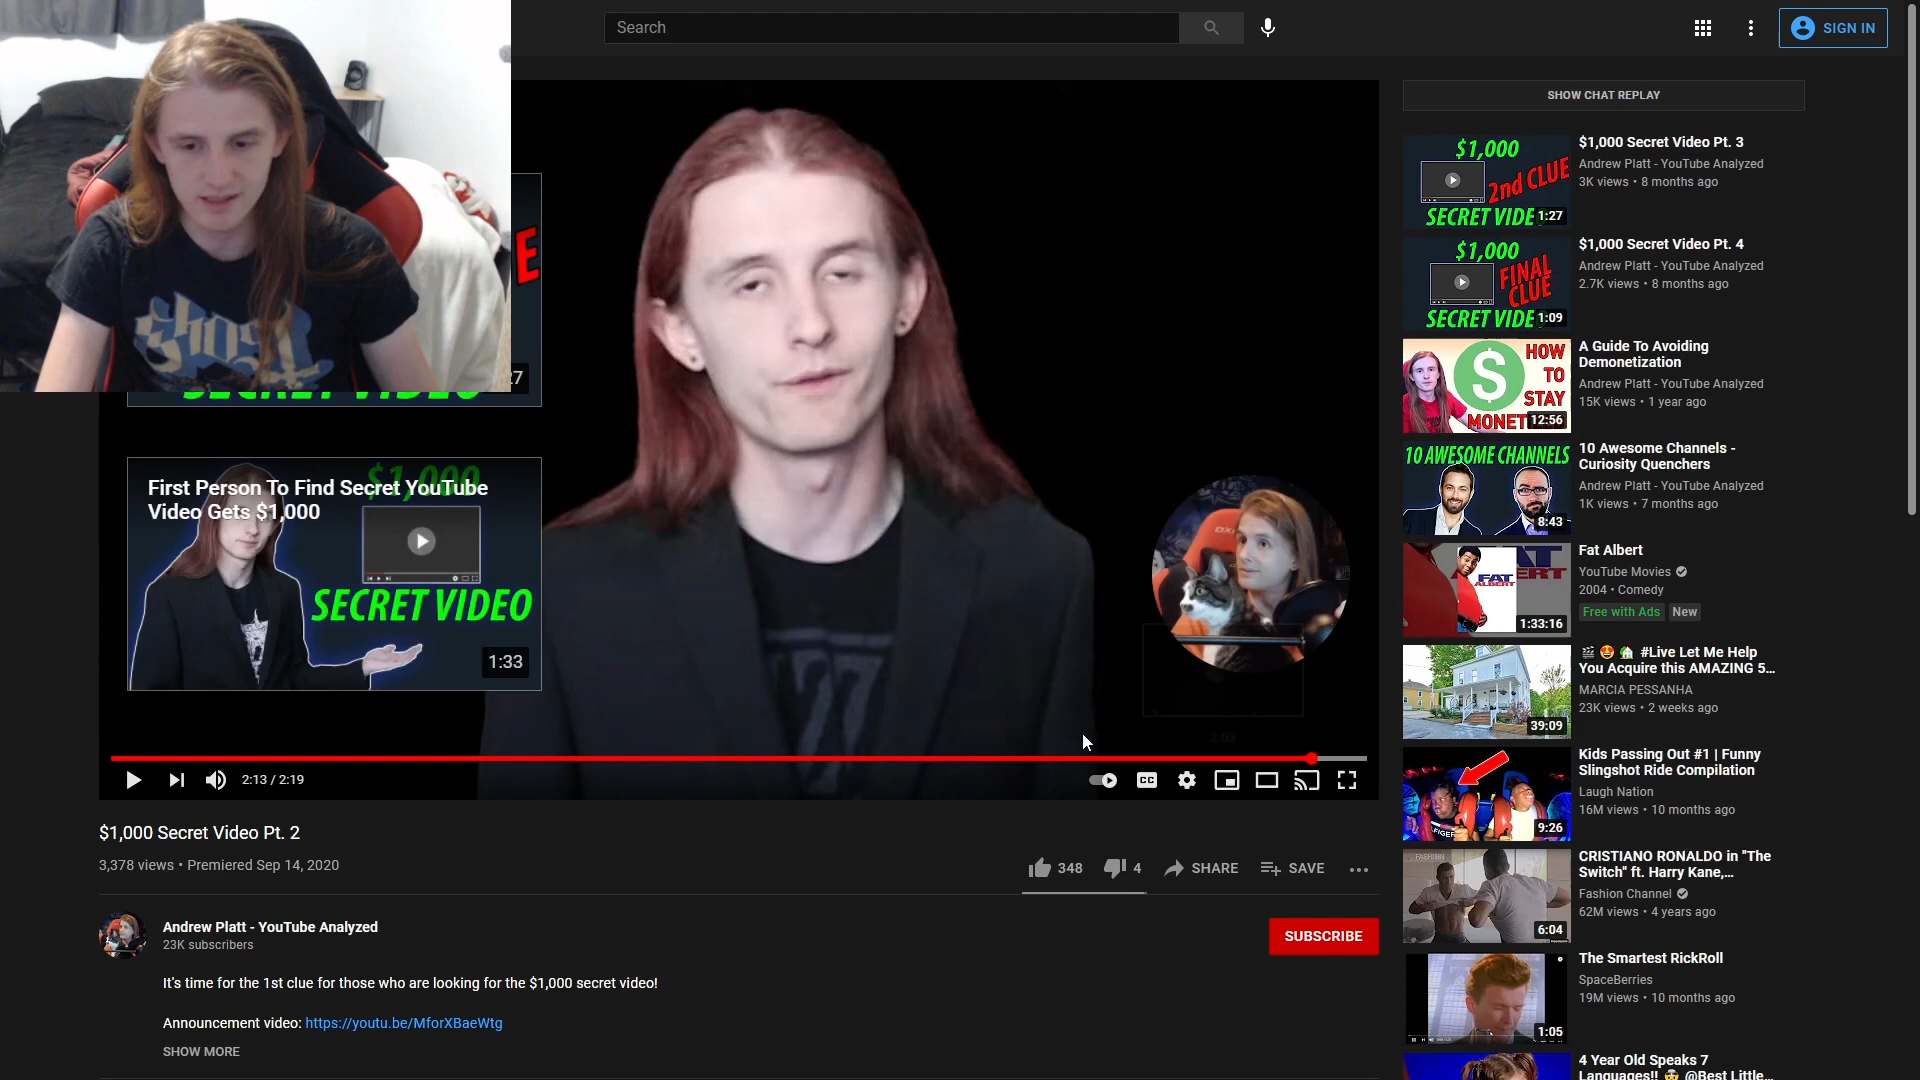 Search
SIGN IN
Ghost
E
27
SECRET VIDEO
First Person To Find Secret YouTube
Video Gets $1,000
$1,000
SECRET VIDEO
1:33
2:13 / 2:19
CC
$1,000 Secret Video Pt. 2
3,378 views • Premiered Sep 14, 2020
348
4
SHARE
SAVE
Andrew Platt - YouTube Analyzed
23K subscribers
SUBSCRIBE
It's time for the 1st clue for those who are looking for the $1,000 secret video!
Announcement video: https://youtu.be/MforXBaeWtg
SHOW MORE
SHOW CHAT REPLAY
$1,000
2nd CLUE
SECRET VIDE
1:27
$1,000 Secret Video Pt. 3
Andrew Platt - YouTube Analyzed
3K views • 8 months ago
$1,000
FINAL
CLUE
SECRET VIDE
1:09
$1,000 Secret Video Pt. 4
Andrew Platt - YouTube Analyzed
2.7K views • 8 months ago
HOW
TO
STAY
MONET
$
12:56
A Guide To Avoiding
Demonetization
Andrew Platt - YouTube Analyzed
15K views • 1 year ago
10 AWESOME CHANNELS
8:43
10 Awesome Channels -
Curiosity Quenchers
Andrew Platt - YouTube Analyzed
1K views • 7 months ago
FAT
ALBERT
1:33:16
Fat Albert
YouTube Movies
2004 • Comedy
Free with Ads
New
39:09
🎬 🤩 🏠 #Live Let Me Help
You Acquire this AMAZING 5...
MARCIA PESSANHA
23K views • 2 weeks ago
9:26
Kids Passing Out #1 | Funny
Slingshot Ride Compilation
Laugh Nation
16M views • 10 months ago
FASHION
6:04
CRISTIANO RONALDO in "The
Switch" ft. Harry Kane,...
Fashion Channel
62M views • 4 years ago
1:05
The Smartest RickRoll
SpaceBerries
19M views • 10 months ago
4 Year Old Speaks 7
Languages!! 🤯 @Best Little...